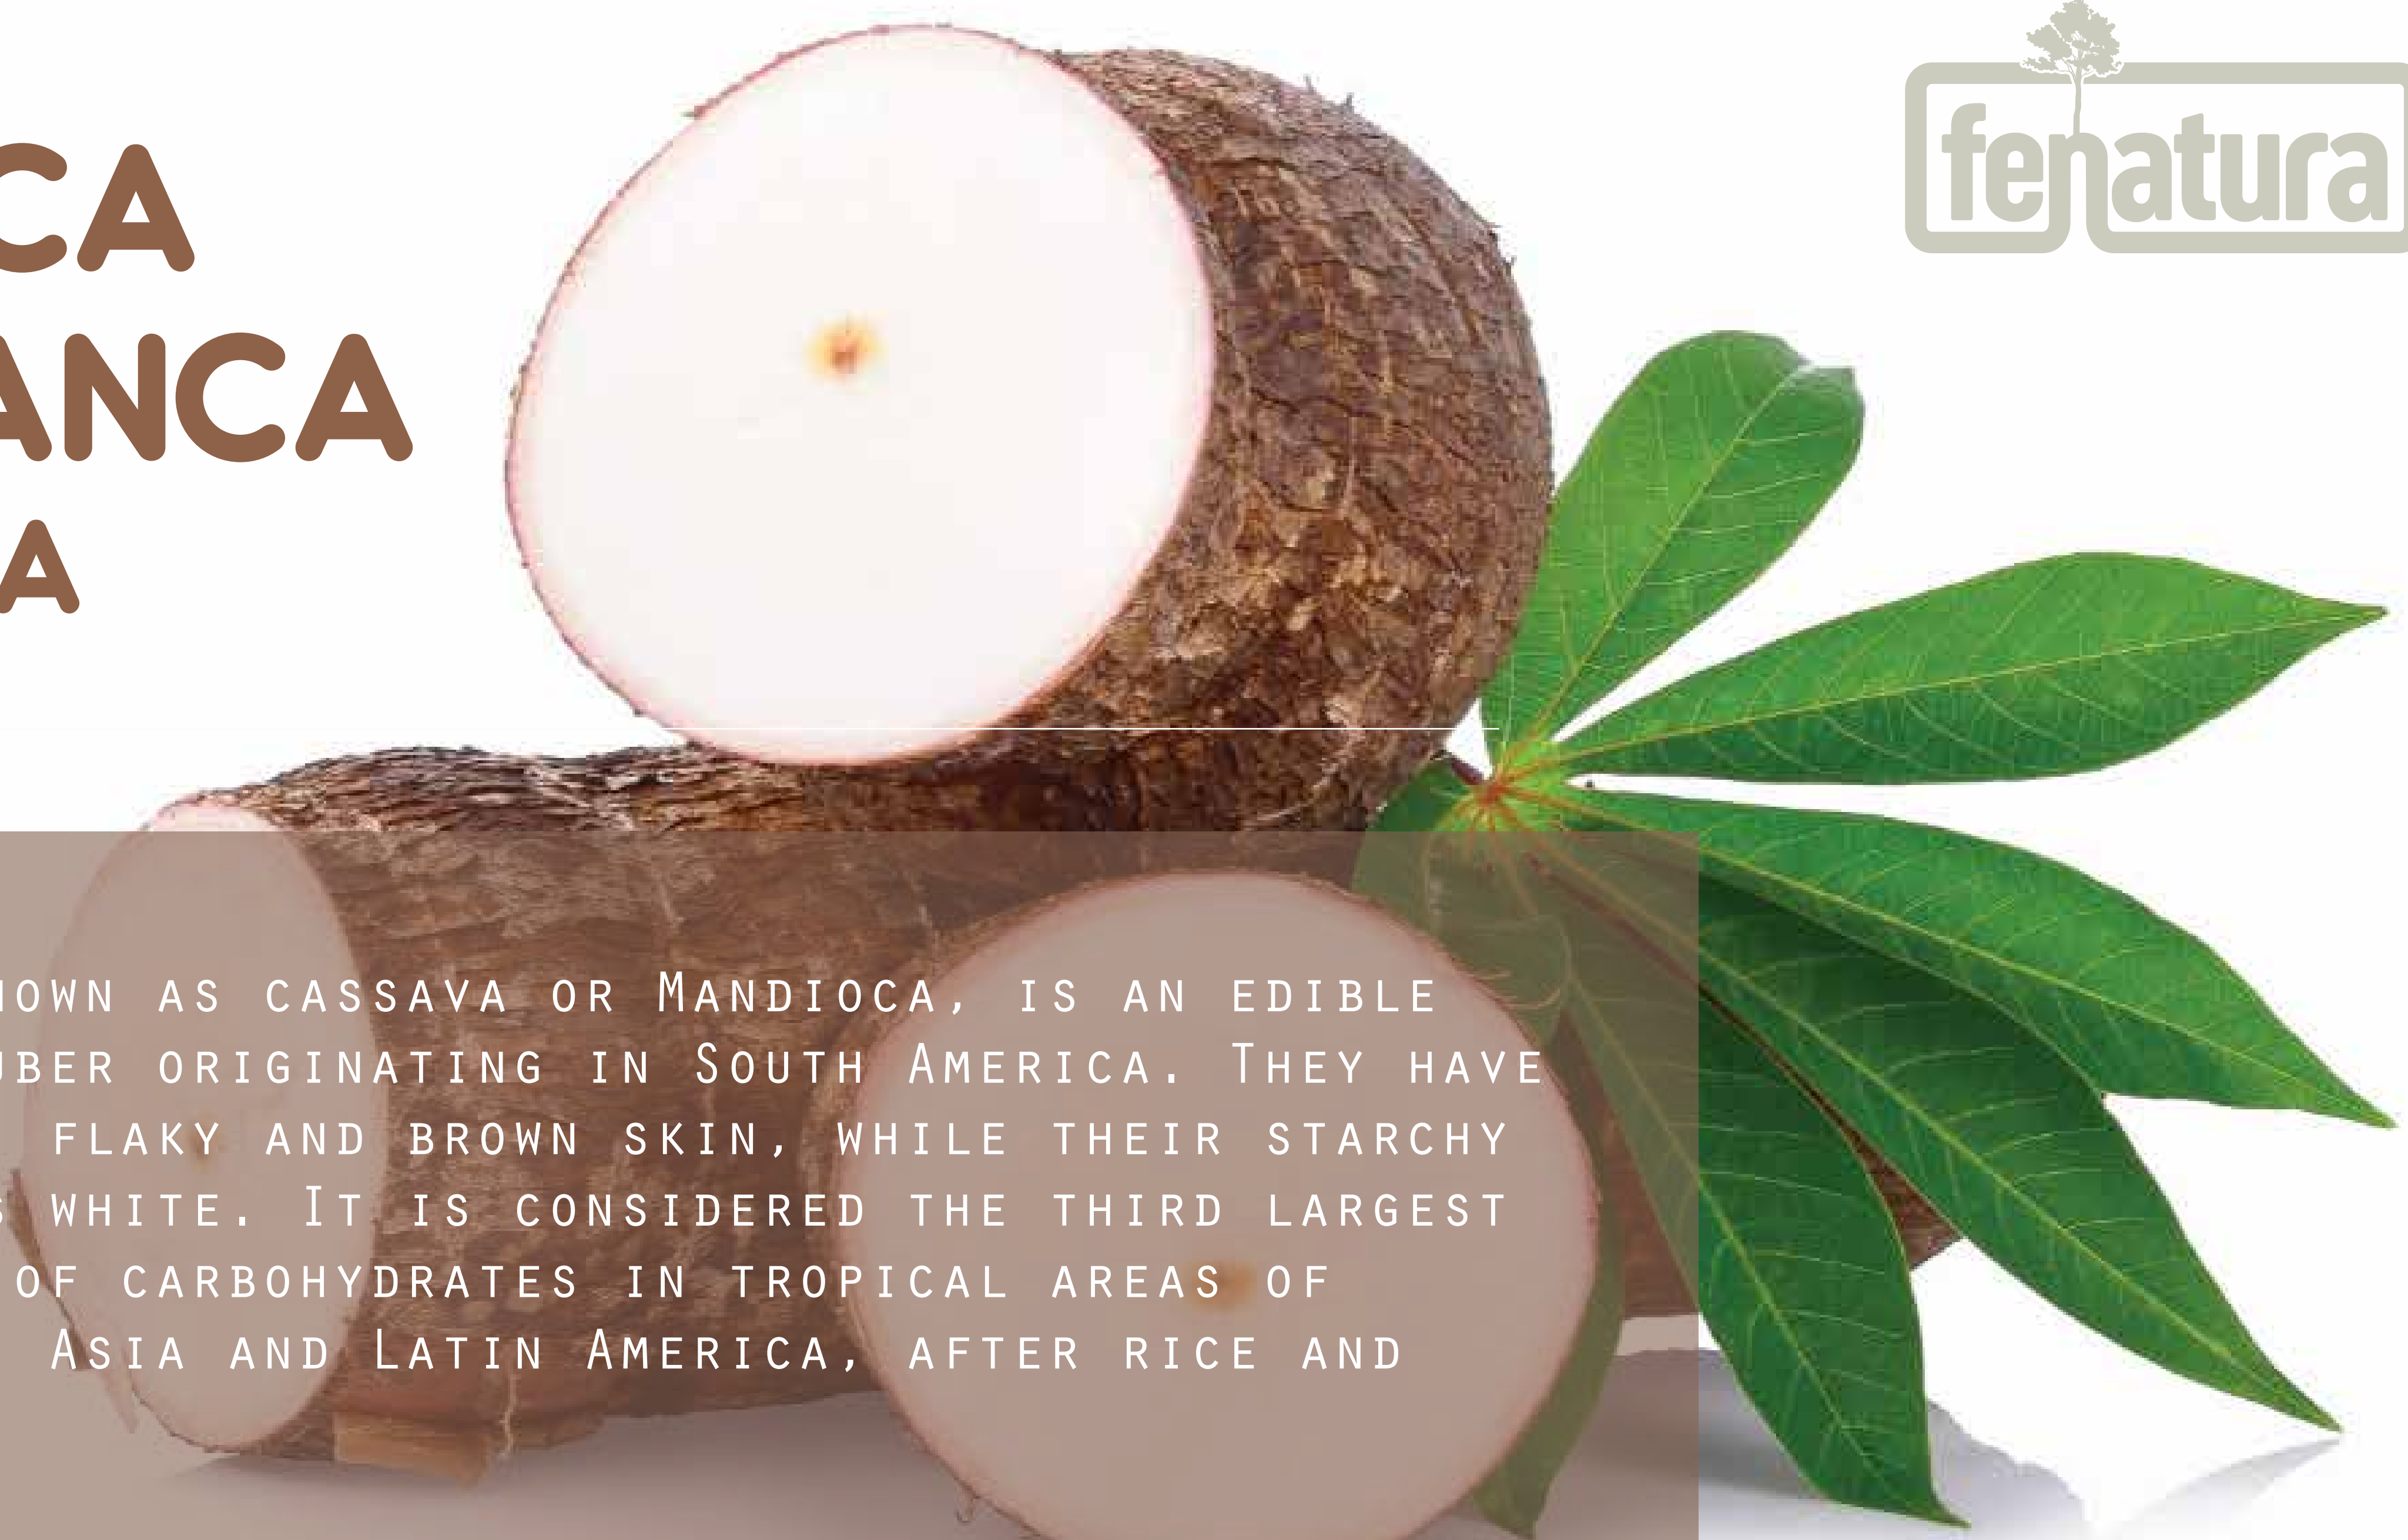 CA
ANCA
A
fenatura
NOWN AS CASSAVA OR MANDIOCA, IS AN EDIBLE
UBER ORIGINATING IN SOUTH AMERICA. THEY HAVE
FLAKY AND BROWN SKIN, WHILE THEIR STARCHY
S WHITE. IT IS CONSIDERED THE THIRD LARGEST
OF CARBOHYDRATES IN TROPICAL AREAS OF
ASIA AND LATIN AMERICA, AFTER RICE AND